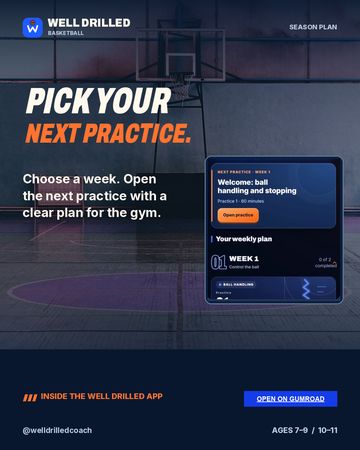 WELL DRILLED
BASKETBALL
SEASON PLAN
PICK YOUR
NEXT PRACTICE.
Choose a week. Open
the next practice with a
clear plan for the gym.
NEXT PRACTICE · WEEK 1
Welcome: ball
handling and stopping
Practice 1 · 60 minutes
Open practice
Your weekly plan
01 WEEK 1
Control the ball
0 of 2
completed
BALL HANDLING
Practice
INSIDE THE WELL DRILLED APP
OPEN ON GUMROAD
@welldrilledcoach
AGES 7–9 / 10–11